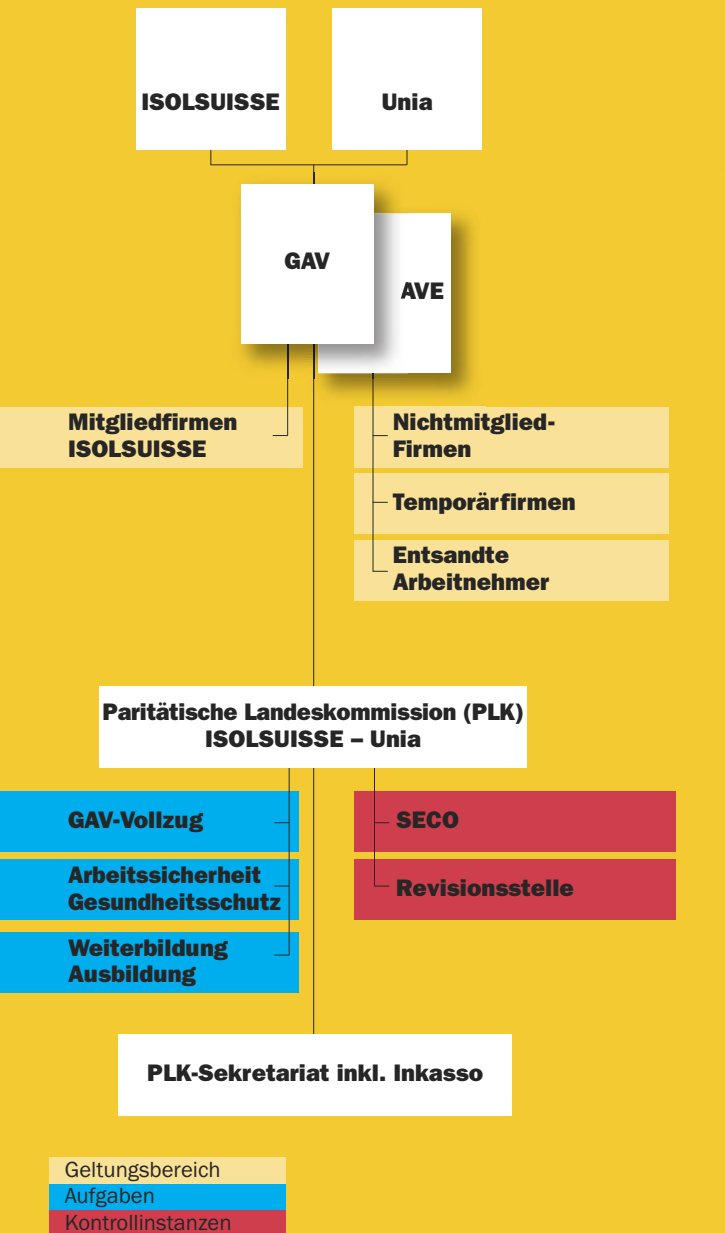 ISOLSUISSE
Unia
GAV
AVE
Mitgliedfirmen
ISOLSUISSE
Nichtmitglied-
Firmen
Temporärfirmen
Entsandte
Arbeitnehmer
Paritätische Landeskommission (PLK)
ISOLSUISSE – Unia
GAV-Vollzug
Arbeitssicherheit
Gesundheitsschutz
Weiterbildung
Ausbildung
SECO
Revisionsstelle
PLK-Sekretariat inkl. Inkasso
Geltungsbereich
Aufgaben
Kontrollinstanzen